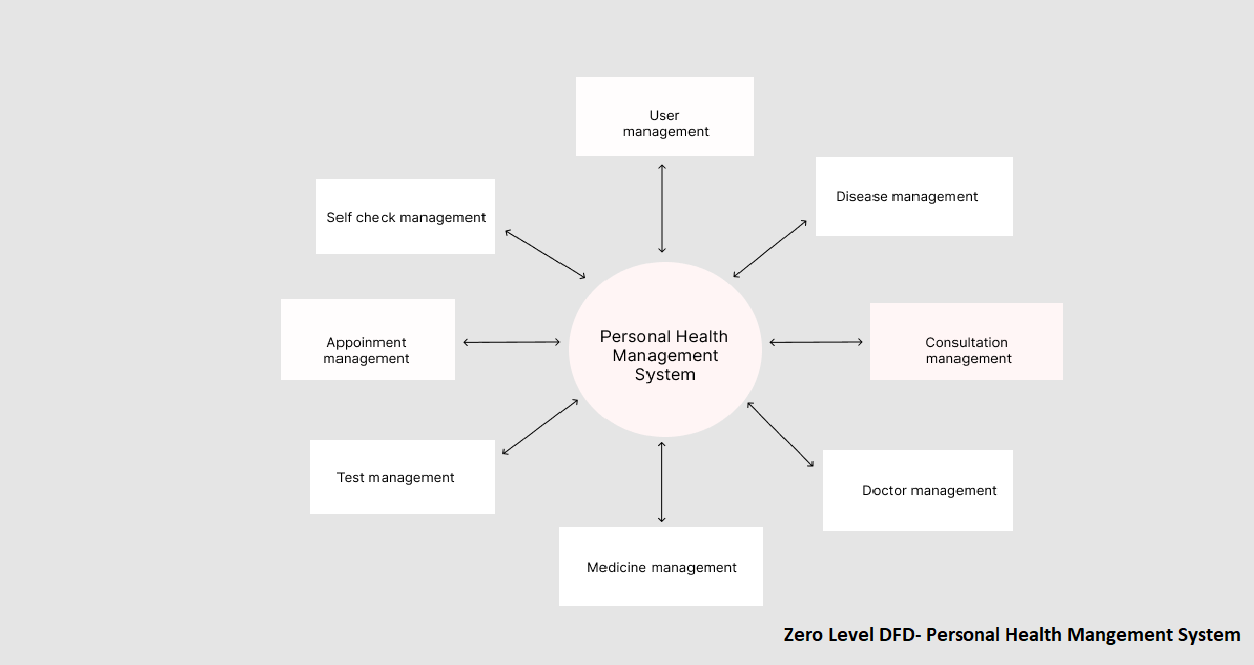 User
management
Disease management
Self check management
Personal Health
Management
System
Appoinment
management
Consultation
management
Test management
Doctor management
Medicine management
Zero Level DFD- Personal Health Mangement System